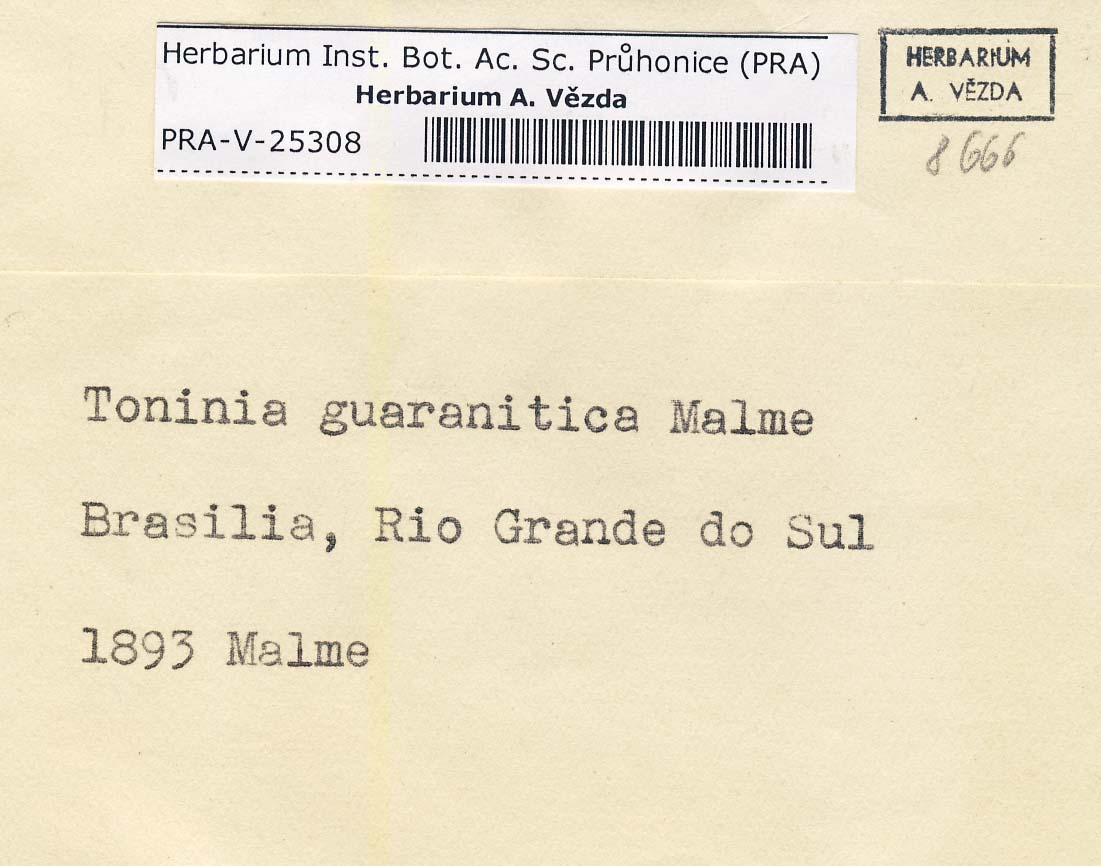 Herbarium Inst. Bot. Ac. Sc. Průhonice (PRA)
Herbarium A. Vězda
PRA-V-25308
HERBARIUM
A. VĚZDA
8666
Toninia guaranitica Malme
Brasilia, Rio Grande do Sul
1893 Malme